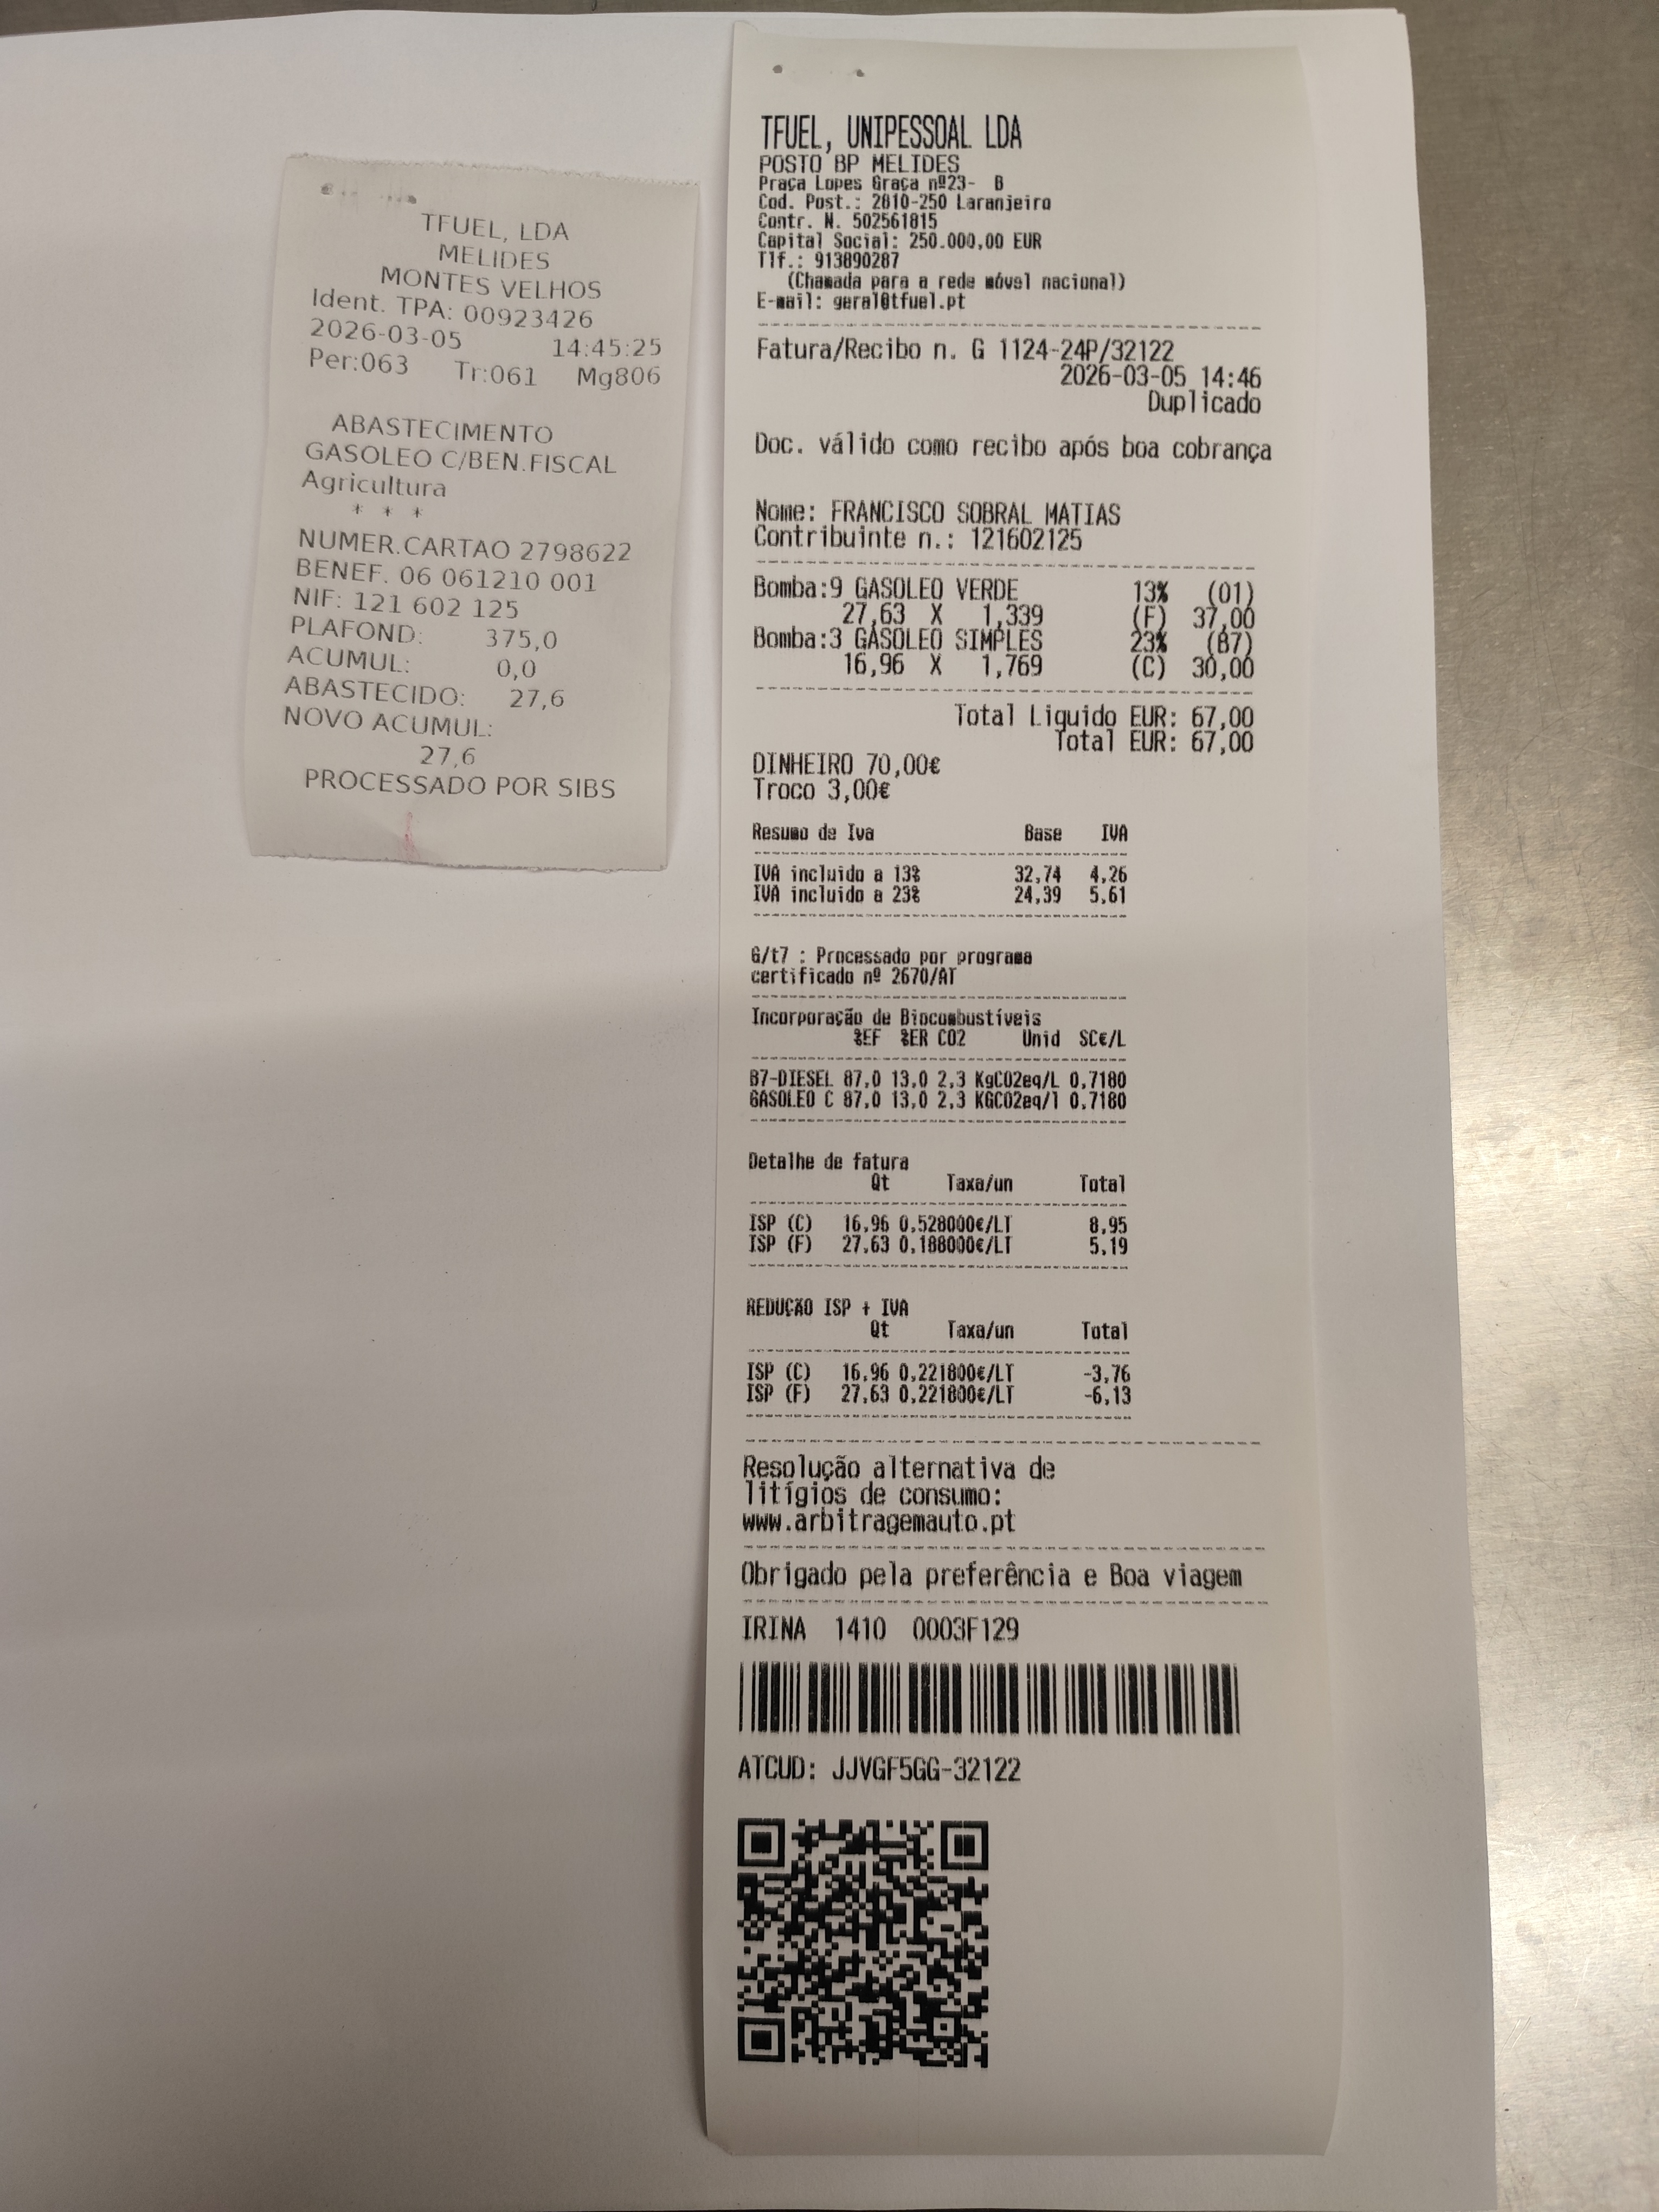 TFUEL, LDA
MELIDES
MONTES VELHOS
Ident. TPA: 00923426
2026-03-05 14:45:25
Per:063 Tr:061 Mg806
ABASTECIMENTO
GASOLEO C/BEN.FISCAL
Agricultura
* * *
NUMER.CARTAO 2798622
BENEF. 06 061210 001
NIF: 121 602 125
PLAFOND: 375,0
ACUMUL: 0,0
ABASTECIDO: 27,6
NOVO ACUMUL:
27,6
PROCESSADO POR SIBS
TFUEL, UNIPESSOAL LDA
POSTO BP MELIDES
Praça Lopes Graça nº23- B
Cod. Post.: 2810-250 Laranjeiro
Contr. N. 502561815
Capital Social: 250.000,00 EUR
Tlf.: 913890287
(Chamada para a rede móvel nacional)
E-mail: geral@tfuel.pt
Fatura/Recibo n. G 1124-24P/32122
2026-03-05 14:46
Duplicado
Doc. válido como recibo após boa cobrança
Nome: FRANCISCO SOBRAL MATIAS
Contribuinte n.: 121602125
Bomba:9 GASOLEO VERDE 13% (01)
27,63 X 1,339 (F) 37,00
Bomba:3 GASOLEO SIMPLES 23% (B7)
16,96 X 1,769 (C) 30,00
Total Liquido EUR: 67,00
Total EUR: 67,00
DINHEIRO 70,00€
Troco 3,00€
Resumo de Iva Base IVA
IVA incluido a 13% 32,74 4,26
IVA incluido a 23% 24,39 5,61
G/t7 : Processado por programa
certificado nº 2670/AT
Incorporação de Biocombustíveis
%EF %ER CO2 Unid SC€/L
B7-DIESEL 87,0 13,0 2,3 KgCO2eq/L 0,7180
GASOLEO C 87,0 13,0 2,3 KGCO2eq/l 0,7180
Detalhe de fatura
Qt Taxa/un Total
ISP (C) 16,96 0,528000€/LT 8,95
ISP (F) 27,63 0,188000€/LT 5,19
REDUÇÃO ISP + IVA
Qt Taxa/un Total
ISP (C) 16,96 0,221800€/LT -3,76
ISP (F) 27,63 0,221800€/LT -6,13
Resolução alternativa de
litígios de consumo:
www.arbitragemauto.pt
Obrigado pela preferência e Boa viagem
IRINA 1410 0003F129
ATCUD: JJVGF5GG-32122